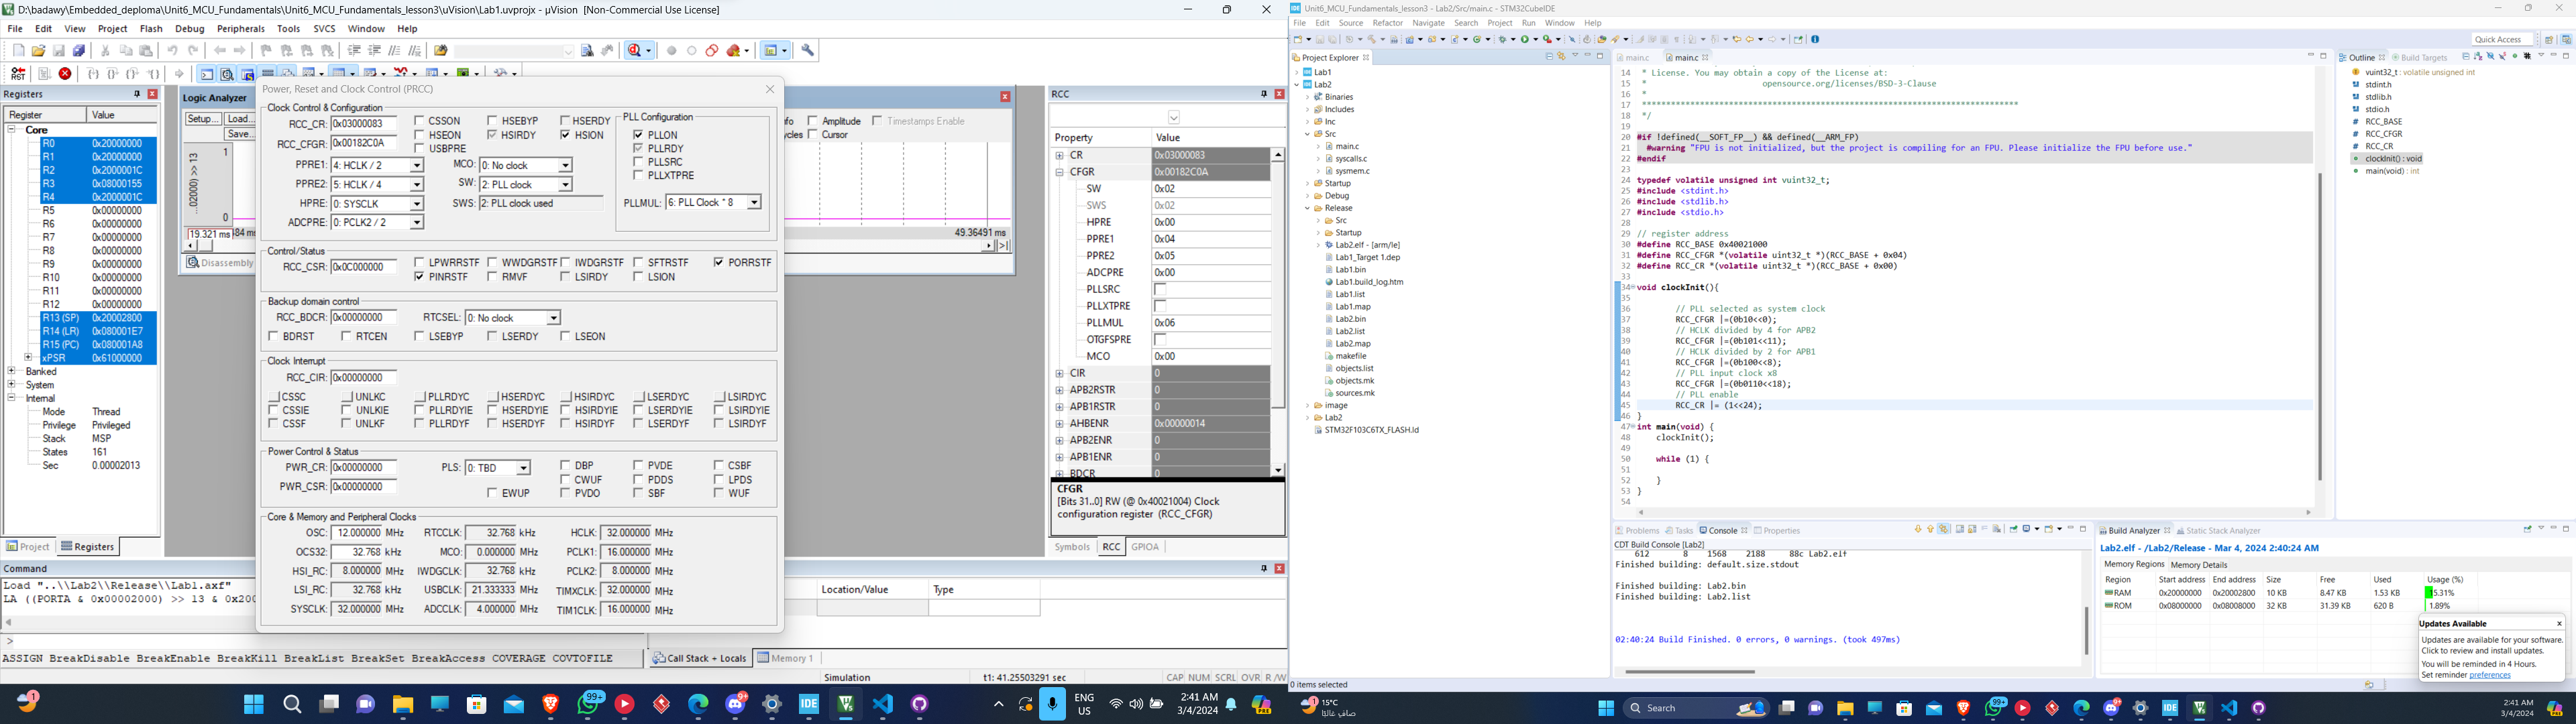 D:\badawy\Embedded_deploma\Unit6_MCU_Fundamentals\Unit6_MCU_Fundamentals_lesson3\uVision\Lab1.uvprojx - µVision  [Non-Commercial Use License]
File Edit View Project Flash Debug Peripherals Tools SVCS Window Help
Registers
Register Value
Core
R0 0x20000000
R1 0x20000000
R2 0x2000001C
R3 0x08000155
R4 0x2000001C
R5 0x00000000
R6 0x00000000
R7 0x00000000
R8 0x00000000
R9 0x00000000
R10 0x00000000
R11 0x00000000
R12 0x00000000
R13 (SP) 0x20002800
R14 (LR) 0x080001E7
R15 (PC) 0x080001A8
xPSR 0x61000000
Banked
System
Internal
Mode Thread
Privilege Privileged
Stack MSP
States 161
Sec 0.00002013
Project Registers
Logic Analyzer
Setup... Load...
Save...
Amplitude Timestamps Enable
Cursor
...02000) >> 13
1
0
19.321 ms
49.36491 ms
Disassembly
Power, Reset and Clock Control (PRCC)
Clock Control & Configuration
RCC_CR: 0x03000083 CSSON HSEBYP HSERDY
HSEON HSIRDY HSION
RCC_CFGR: 0x00182C0A USBPRE
PPRE1: 4: HCLK / 2 MCO: 0: No clock
PPRE2: 5: HCLK / 4 SW: 2: PLL clock
HPRE: 0: SYSCLK SWS: 2: PLL clock used
ADCPRE: 0: PCLK2 / 2
PLL Configuration
PLLON
PLLRDY
PLLSRC
PLLXTPRE
PLLMUL: 6: PLL Clock * 8
Control/Status
RCC_CSR: 0x0C000000 LPWRRSTF WWDGRSTF IWDGRSTF SFTRSTF PORRSTF
PINRSTF RMVF LSIRDY LSION
Backup domain control
RCC_BDCR: 0x00000000 RTCSEL: 0: No clock
BDRST RTCEN LSEBYP LSERDY LSEON
Clock Interrupt
RCC_CIR: 0x00000000
CSSC UNLKC PLLRDYC HSERDYC HSIRDYC LSERDYC LSIRDYC
CSSIE UNLKIE PLLRDYIE HSERDYIE HSIRDYIE LSERDYIE LSIRDYIE
CSSF UNLKF PLLRDYF HSERDYF HSIRDYF LSERDYF LSIRDYF
Power Control & Status
PWR_CR: 0x00000000 PLS: 0: TBD DBP PVDE CSBF
CWUF PDDS LPDS
PWR_CSR: 0x00000000 EWUP PVDO SBF WUF
Core & Memory and Peripheral Clocks
OSC: 12.000000 MHz RTCCLK: 32.768 kHz HCLK: 32.000000 MHz
OCS32: 32.768 kHz MCO: 0.000000 MHz PCLK1: 16.000000 MHz
HSI_RC: 8.000000 MHz IWDGCLK: 32.768 kHz PCLK2: 8.000000 MHz
LSI_RC: 32.768 kHz USBCLK: 21.333333 MHz TIMXCLK: 32.000000 MHz
SYSCLK: 32.000000 MHz ADCCLK: 4.000000 MHz TIM1CLK: 16.000000 MHz
RCC
Property Value
CR 0x03000083
CFGR 0x00182C0A
SW 0x02
SWS 0x02
HPRE 0x00
PPRE1 0x04
PPRE2 0x05
ADCPRE 0x00
PLLSRC
PLLXTPRE
PLLMUL 0x06
OTGFSPRE
MCO 0x00
CIR 0
APB2RSTR 0
APB1RSTR 0
AHBENR 0x00000014
APB2ENR 0
APB1ENR 0
BDCR 0
CFGR
[Bits 31..0] RW (@ 0x40021004) Clock
configuration register  (RCC_CFGR)
Symbols RCC GPIOA
Command
Load "..\\Lab2\\Release\\Lab1.axf"
LA ((PORTA & 0x00002000) >> 13 & 0x200
>
ASSIGN BreakDisable BreakEnable BreakKill BreakList BreakSet BreakAccess COVERAGE COVTOFILE
Location/Value Type
Call Stack + Locals Memory 1
Simulation t1: 41.25503291 sec CAP NUM SCRL OVR R/W
1
99+
9+
ENG
US
2:41 AM
3/4/2024
Unit6_MCU_Fundamentals_lesson3 - Lab2/Src/main.c - STM32CubeIDE
File Edit Source Refactor Navigate Search Project Run Window Help
Quick Access
Project Explorer
Lab1
Lab2
Binaries
Includes
Inc
Src
main.c
syscalls.c
sysmem.c
Startup
Debug
Release
Src
Startup
Lab2.elf - [arm/le]
Lab1_Target 1.dep
Lab1.bin
Lab1.build_log.htm
Lab1.list
Lab1.map
Lab2.bin
Lab2.list
Lab2.map
makefile
objects.list
objects.mk
sources.mk
image
Lab2
STM32F103C6TX_FLASH.ld
main.c main.c
14 * License. You may obtain a copy of the License at:
15 * opensource.org/licenses/BSD-3-Clause
16 *
17 ******************************************************************************
18 */
19
20 #if !defined(__SOFT_FP__) && defined(__ARM_FP)
21 #warning "FPU is not initialized, but the project is compiling for an FPU. Please initialize the FPU before use."
22 #endif
23
24 typedef volatile unsigned int vuint32_t;
25 #include <stdint.h>
26 #include <stdlib.h>
27 #include <stdio.h>
28
29 // register address
30 #define RCC_BASE 0x40021000
31 #define RCC_CFGR *(volatile uint32_t *)(RCC_BASE + 0x04)
32 #define RCC_CR *(volatile uint32_t *)(RCC_BASE + 0x00)
33
34 void clockInit(){
35
36 // PLL selected as system clock
37 RCC_CFGR |=(0b10<<0);
38 // HCLK divided by 4 for APB2
39 RCC_CFGR |=(0b101<<11);
40 // HCLK divided by 2 for APB1
41 RCC_CFGR |=(0b100<<8);
42 // PLL input clock x8
43 RCC_CFGR |=(0b0110<<18);
44 // PLL enable
45 RCC_CR |= (1<<24);
46 }
47 int main(void) {
48 clockInit();
49
50 while (1) {
51
52 }
53 }
54
Outline Build Targets
vuint32_t : volatile unsigned int
stdint.h
stdlib.h
stdio.h
RCC_BASE
RCC_CFGR
RCC_CR
clockInit() : void
main(void) : int
Problems Tasks Console Properties
CDT Build Console [Lab2]
612 8 1568 2188 88c Lab2.elf
Finished building: default.size.stdout
Finished building: Lab2.bin
Finished building: Lab2.list
02:40:24 Build Finished. 0 errors, 0 warnings. (took 497ms)
Build Analyzer Static Stack Analyzer
Lab2.elf - /Lab2/Release - Mar 4, 2024 2:40:24 AM
Memory Regions Memory Details
Region Start address End address Size Free Used Usage (%)
RAM 0x20000000 0x20002800 10 KB 8.47 KB 1.53 KB 15.31%
ROM 0x08000000 0x08008000 32 KB 31.39 KB 620 B 1.89%
Updates Available
Updates are available for your software.
Click to review and install updates.
You will be reminded in 4 Hours.
Set reminder preferences
0 items selected
15°C
صافٍ غالبًا
Search
2:41 AM
3/4/2024